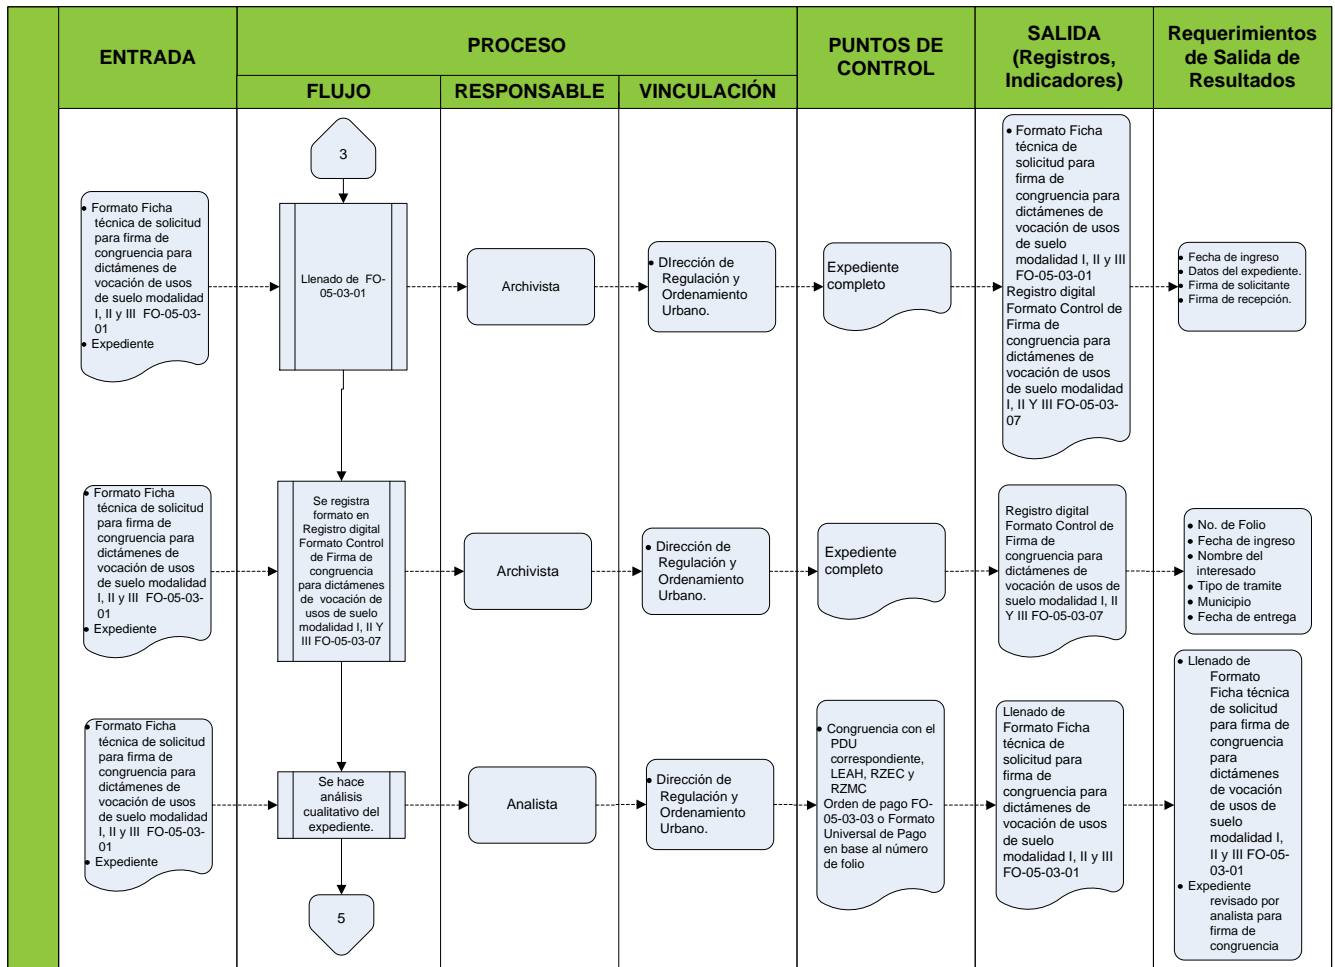 ENTRADA
PROCESO
FLUJO
RESPONSABLE
VINCULACIÓN
PUNTOS DE
CONTROL
SALIDA
(Registros,
Indicadores)
Requerimientos
de Salida de
Resultados
3
• Formato Ficha
técnica de solicitud
para firma de
congruencia para
dictámenes de
vocación de usos
de suelo modalidad
I, II y III FO-05-03-
01
• Expediente
Llenado de FO-
05-03-01
Archivista
• DIrección de
Regulación y
Ordenamiento
Urbano.
Expediente
completo
• Formato Ficha
técnica de
solicitud para
firma de
congruencia para
dictámenes de
vocación de usos
de suelo
modalidad I, II y III
FO-05-03-01
Registro digital
Formato Control de
Firma de
congruencia para
dictámenes de
vocación de usos
de suelo modalidad
I, II Y III FO-05-03-
07
• Fecha de ingreso
• Datos del expediente.
• Firma de solicitante
• Firma de recepción.
• Formato Ficha
técnica de solicitud
para firma de
congruencia para
dictámenes de
vocación de usos
de suelo modalidad
I, II y III FO-05-03-
01
• Expediente
Se registra
formato en
Registro digital
Formato Control
de Firma de
congruencia
para dictámenes
de vocación de
usos de suelo
modalidad I, II Y
III FO-05-03-07
Archivista
• Dirección de
Regulación y
Ordenamiento
Urbano.
Expediente
completo
Registro digital
Formato Control de
Firma de
congruencia para
dictámenes de
vocación de usos de
suelo modalidad I, II
Y III FO-05-03-07
• No. de Folio
• Fecha de ingreso
• Nombre del
interesado
• Tipo de tramite
• Municipio
• Fecha de entrega
• Formato Ficha
técnica de solicitud
para firma de
congruencia para
dictámenes de
vocación de usos
de suelo modalidad
I, II y III FO-05-03-
01
• Expediente
Se hace
análisis
cualitativo del
expediente.
Analista
• Dirección de
Regulación y
Ordenamiento
Urbano.
• Congruencia con el
PDU
correspondiente,
LEAH, RZEC y
RZMC
Orden de pago FO-
05-03-03 o Formato
Universal de Pago
en base al número
de folio
Llenado de
Formato Ficha
técnica de
solicitud para
firma de
congruencia para
dictámenes de
vocación de usos
de suelo
modalidad I, II y III
FO-05-03-01
• Llenado de
Formato
Ficha técnica
de solicitud
para firma de
congruencia
para
dictámenes
de vocación
de usos de
suelo
modalidad I,
II y III FO-05-
03-01
• Expediente
revisado por
analista para
firma de
congruencia
5